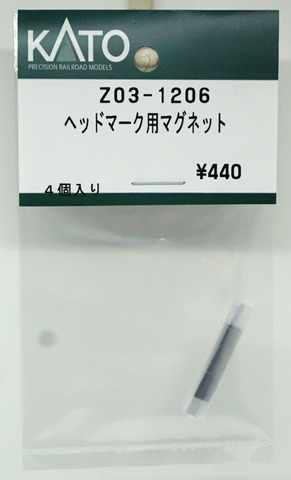 KATO
PRECISION RAILROAD MODELS
Z03-1206
ヘッドマーク用マグネット
¥440
4個入り